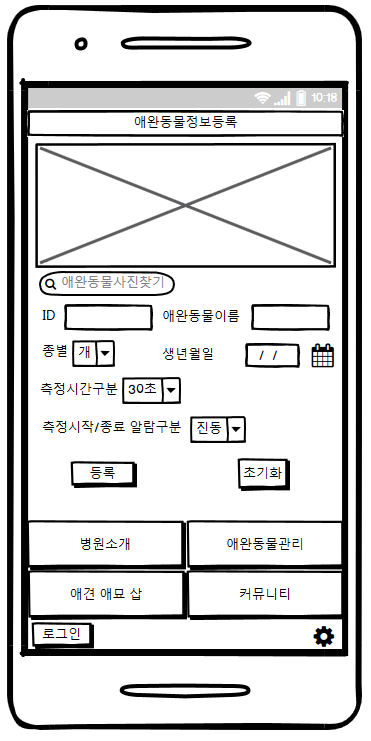 10:18
애완동물정보등록
애완동물사진찾기
ID 애완동물이름
종별 개 생년월일 / /
측정시간구분 30초
측정시작/종료 알람구분 진동
등록 초기화
병원소개 애완동물관리
애견 애묘 샵 커뮤니티
로그인